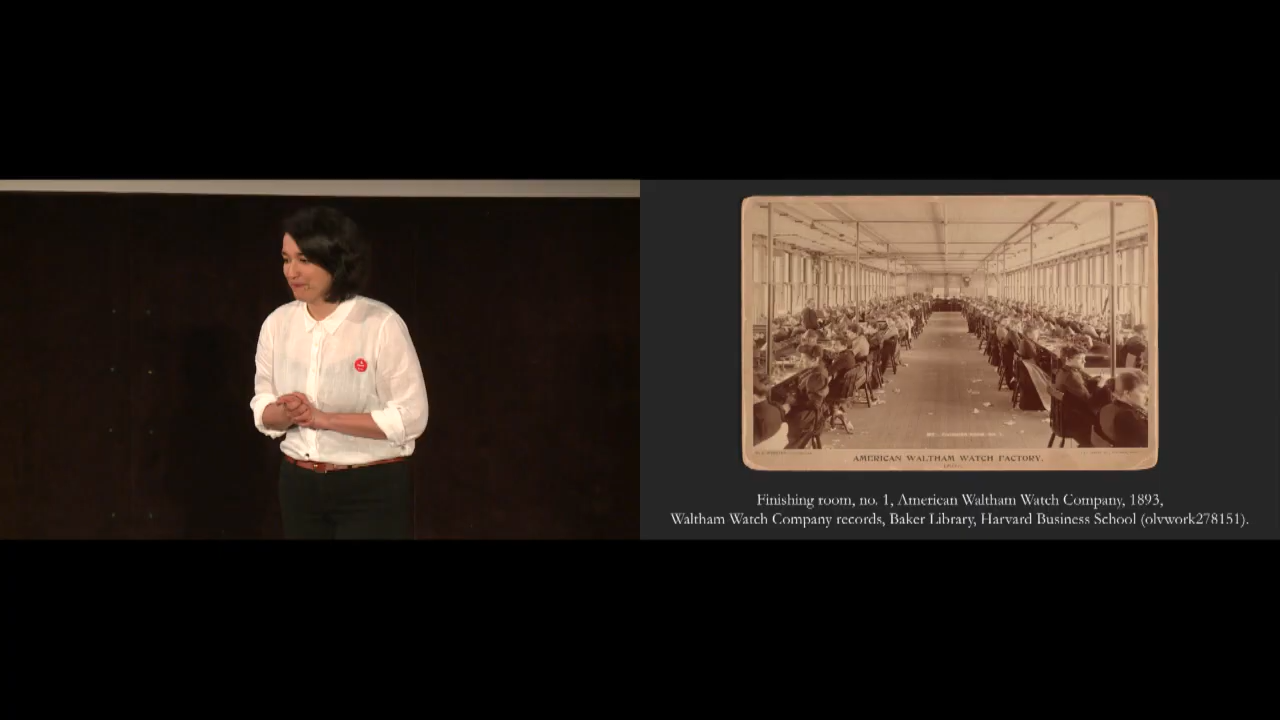 AMERICAN WALTHAM WATCH FACTORY.
Finishing room, no. 1, American Waltham Watch Company, 1893,
Waltham Watch Company records, Baker Library, Harvard Business School (olvwork278151).